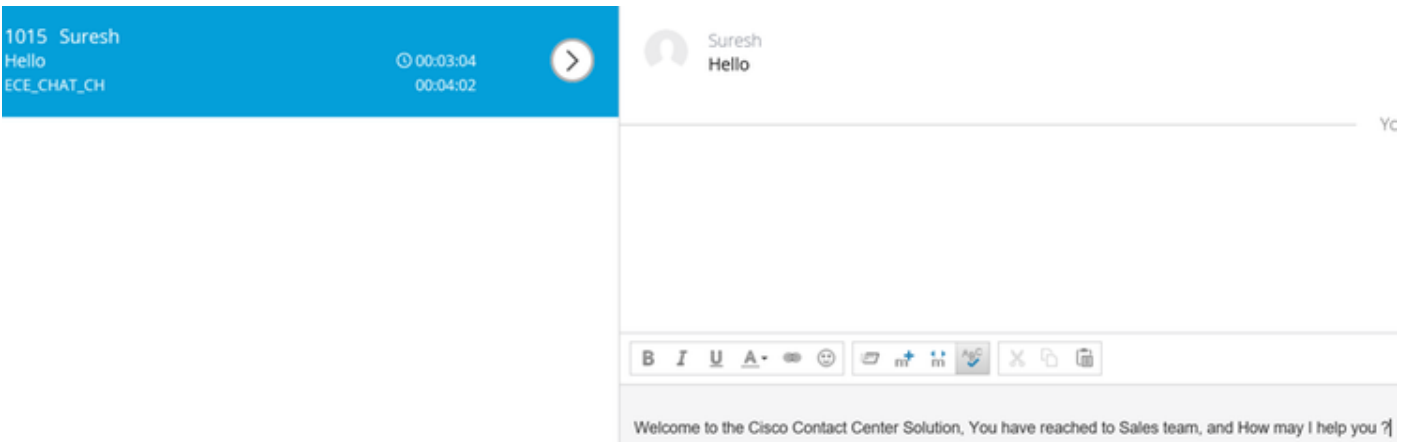 1015 Suresh
Hello 00:03:04
ECE_CHAT_CH 00:04:02
Suresh
Hello
Yo
B I U A
Welcome to the Cisco Contact Center Solution, You have reached to Sales team, and How may I help you ?